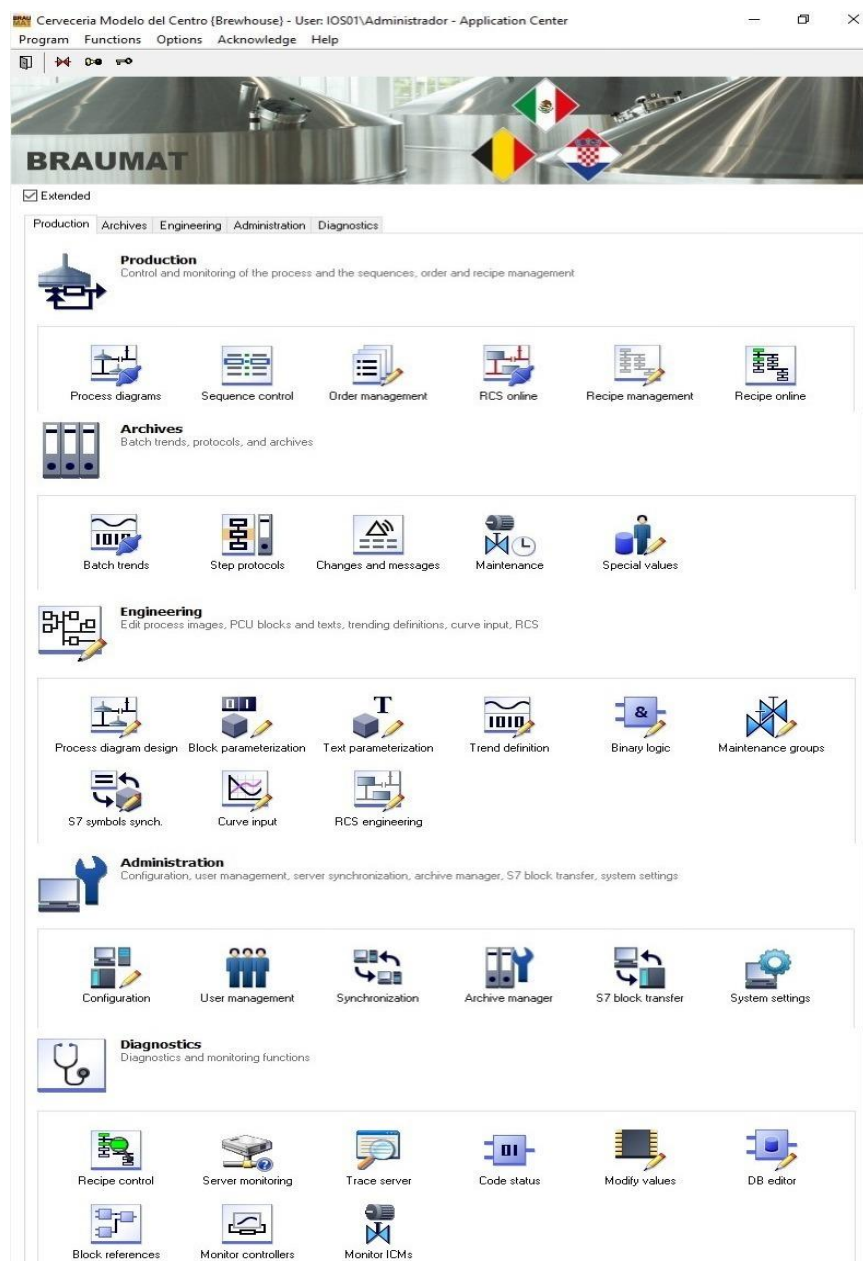 Cerveceria Modelo del Centro {Brewhouse} - User: IOS01\Administrador - Application Center
Program Functions Options Acknowledge Help
BRAUMAT
Extended
Production Archives Engineering Administration Diagnostics
Production
Control and monitoring of the process and the sequences, order and recipe management
Process diagrams Sequence control Order management RCS online Recipe management Recipe online
Archives
Batch trends, protocols, and archives
Batch trends Step protocols Changes and messages Maintenance Special values
Engineering
Edit process images, PCU blocks and texts, trending definitions, curve input, RCS
Process diagram design Block parameterization Text parameterization Trend definition Binary logic Maintenance groups
S7 symbols synch. Curve input RCS engineering
Administration
Configuration, user management, server synchronization, archive manager, S7 block transfer, system settings
Configuration User management Synchronization Archive manager S7 block transfer System settings
Diagnostics
Diagnostics and monitoring functions
Recipe control Server monitoring Trace server Code status Modify values DB editor
Block references Monitor controllers Monitor ICMs